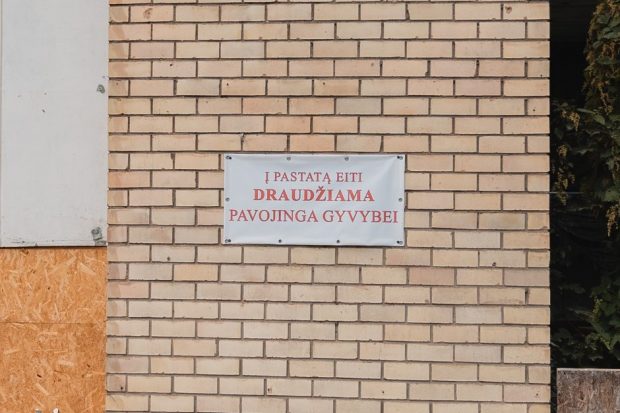 Į PASTATĄ EITI
DRAUDŽIAMA
PAVOJINGA GYVYBEI